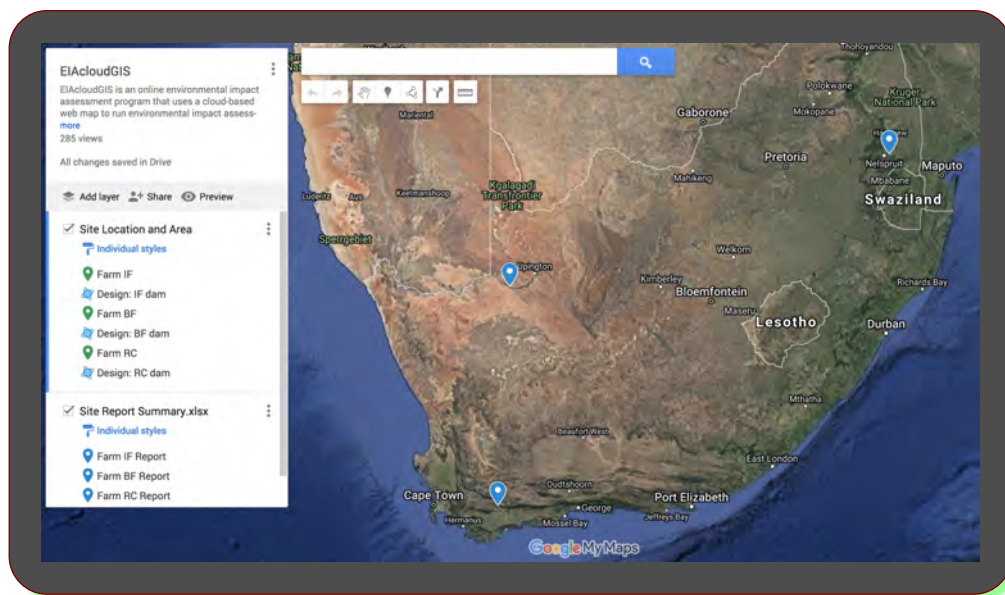 EIAcloudGIS
EIAcloudGIS is an online environmental impact
assessment program that uses a cloud-based
web map to run environmental impact assess-
more
285 views
All changes saved in Drive
Add layer Share Preview
Site Location and Area
Individual styles
Farm IF
Design: IF dam
Farm BF
Design: BF dam
Farm RC
Design: RC dam
Site Report Summary.xlsx
Individual styles
Farm IF Report
Farm BF Report
Farm RC Report
Thohoyandou
Polokwane
Kruger
National Park
Mariental
Gaborone
Mokopane
Pretoria
Nelspruit
Maputo
Mahikeng
Mbabane
Kgalagadi
Transfrontier
Park
Lüderitz
Aus
Keetmanshoop
Swaziland
Sperrgebiet
Welkom
Upington
Kimberley
Bloemfontein
Richards Bay
Maseru
Lesotho
Durban
Mthatha
Beaufort West
East London
Cape Town
Oudtshoorn
Port Elizabeth
George
Hermanus
Mossel Bay
Jeffreys Bay
Google My Maps